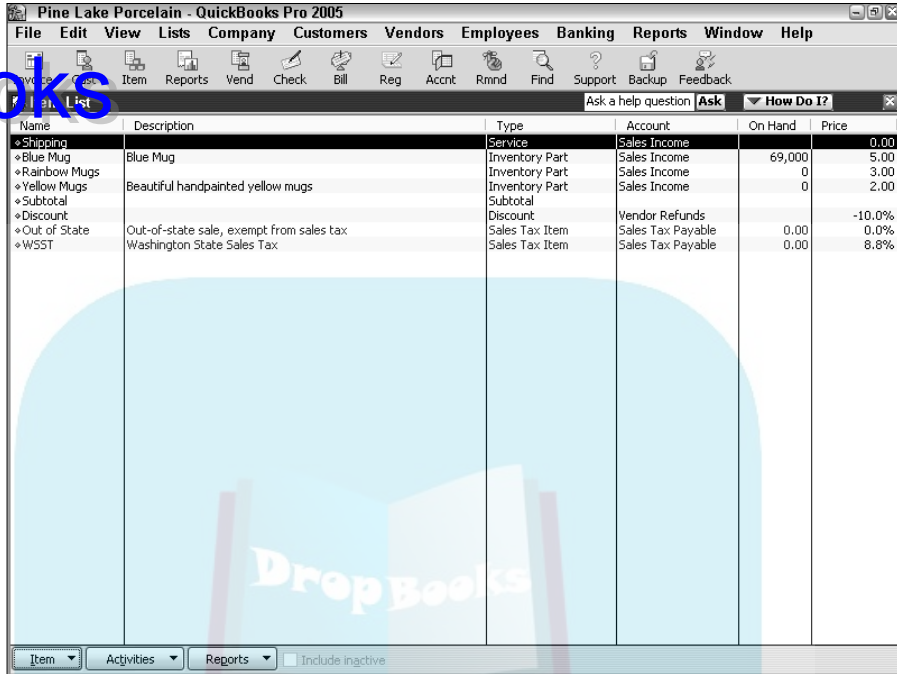 Pine Lake Porcelain - QuickBooks Pro 2005
File Edit View Lists Company Customers Vendors Employees Banking Reports Window Help
Invoice Cust Item Reports Vend Check Bill Reg Accnt Rmnd Find Support Backup Feedback
oks
Item List Ask a help question Ask How Do I?
Name Description Type Account On Hand Price
Shipping Service Sales Income 0.00
Blue Mug Blue Mug Inventory Part Sales Income 69,000 5.00
Rainbow Mugs Inventory Part Sales Income 0 3.00
Yellow Mugs Beautiful handpainted yellow mugs Inventory Part Sales Income 0 2.00
Subtotal Subtotal
Discount Discount Vendor Refunds -10.0%
Out of State Out-of-state sale, exempt from sales tax Sales Tax Item Sales Tax Payable 0.00 0.0%
WSST Washington State Sales Tax Sales Tax Item Sales Tax Payable 0.00 8.8%
DropBooks
Item Activities Reports Include inactive